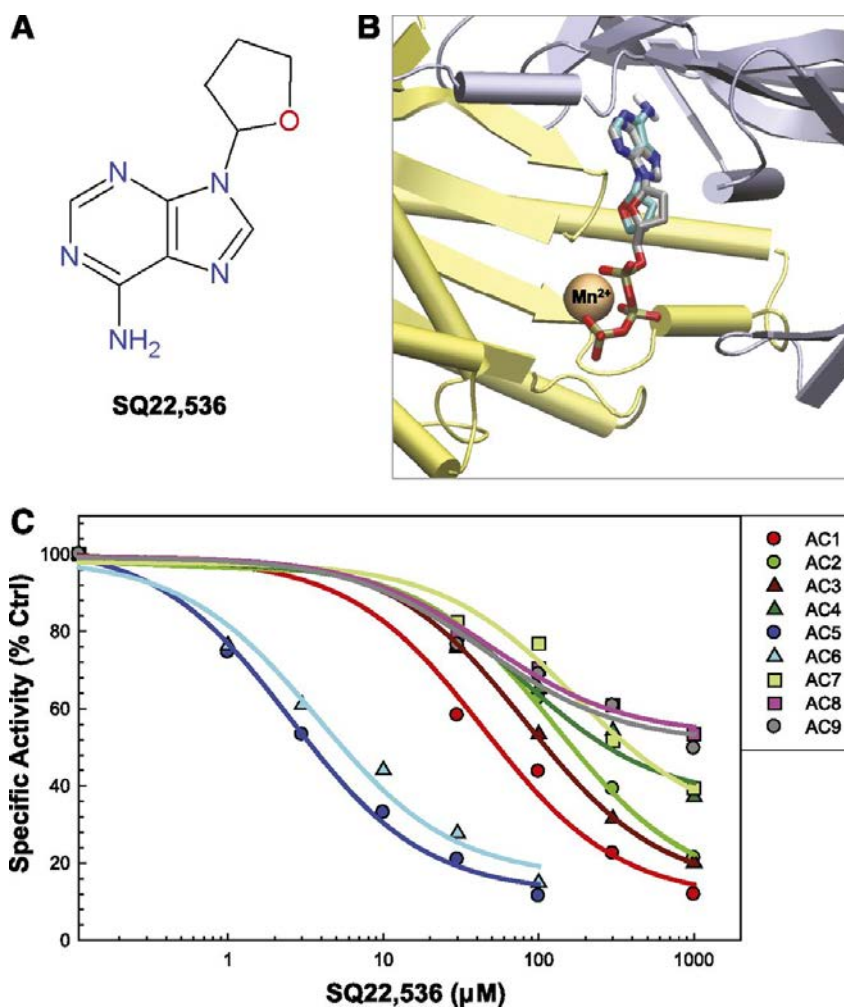 A
O
N
N
N
N
NH2
SQ22,536
B
Mn2+
C
Specific Activity (% Ctrl)
100
80
60
40
20
0
1
10
100
1000
SQ22,536 (µM)
AC1
AC2
AC3
AC4
AC5
AC6
AC7
AC8
AC9